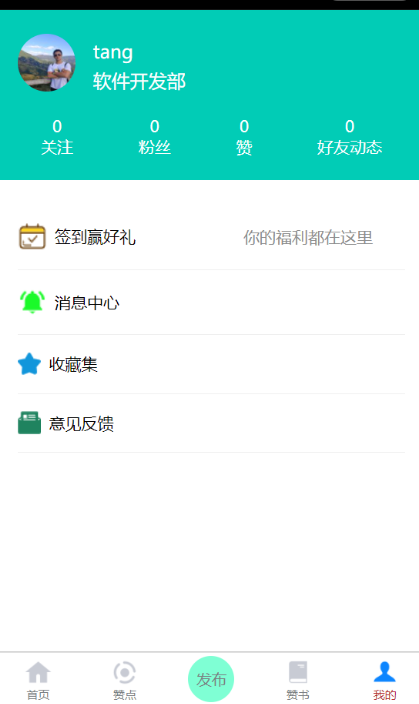 tang
软件开发部
0 0 0 0
关注 粉丝 赞 好友动态
签到赢好礼 你的福利都在这里
消息中心
收藏集
意见反馈
首页 赞点 发布 赞书 我的